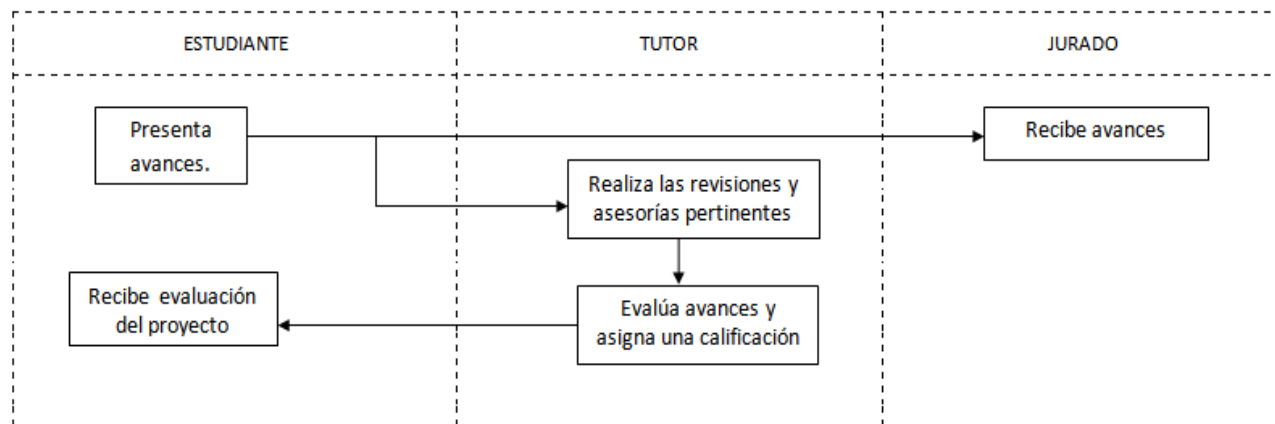 ESTUDIANTE
TUTOR
JURADO
Presenta
avances.
Recibe avances
Realiza las revisiones y
asesorías pertinentes
Recibe evaluación
del proyecto
Evalúa avances y
asigna una calificación